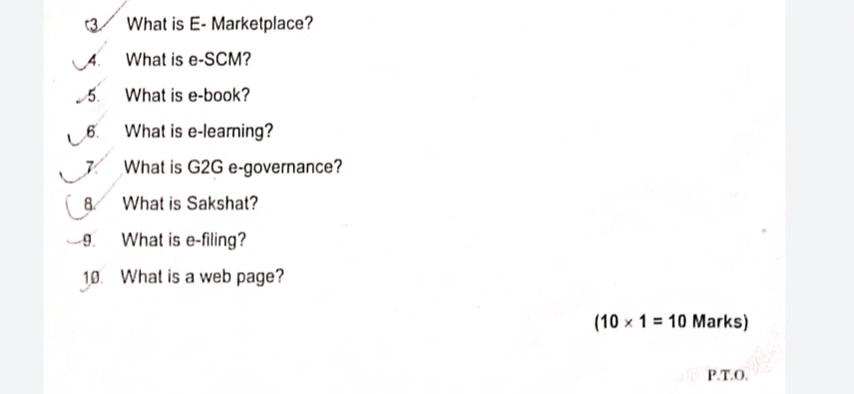 3. What is E- Marketplace?
4. What is e-SCM?
5. What is e-book?
6. What is e-learning?
7. What is G2G e-governance?
8. What is Sakshat?
9. What is e-filing?
10. What is a web page?
(10 × 1 = 10 Marks)
P.T.O.